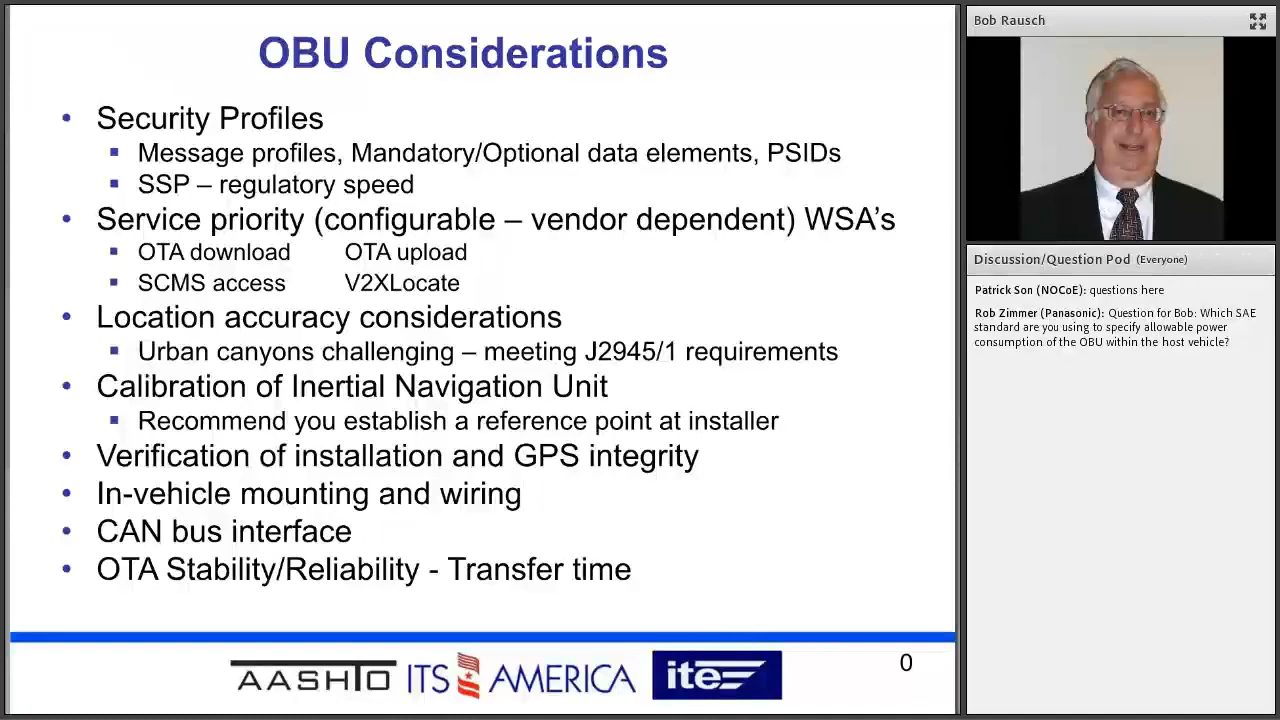 OBU Considerations
• Security Profiles
▪ Message profiles, Mandatory/Optional data elements, PSIDs
▪ SSP – regulatory speed
• Service priority (configurable – vendor dependent) WSA's
▪ OTA download OTA upload
▪ SCMS access V2XLocate
• Location accuracy considerations
▪ Urban canyons challenging – meeting J2945/1 requirements
• Calibration of Inertial Navigation Unit
▪ Recommend you establish a reference point at installer
• Verification of installation and GPS integrity
• In-vehicle mounting and wiring
• CAN bus interface
• OTA Stability/Reliability - Transfer time
AASHTO ITS AMERICA ite
0
Bob Rausch
Discussion/Question Pod (Everyone)
Patrick Son (NOCoE): questions here
Rob Zimmer (Panasonic): Question for Bob: Which SAE
standard are you using to specify allowable power
consumption of the OBU within the host vehicle?